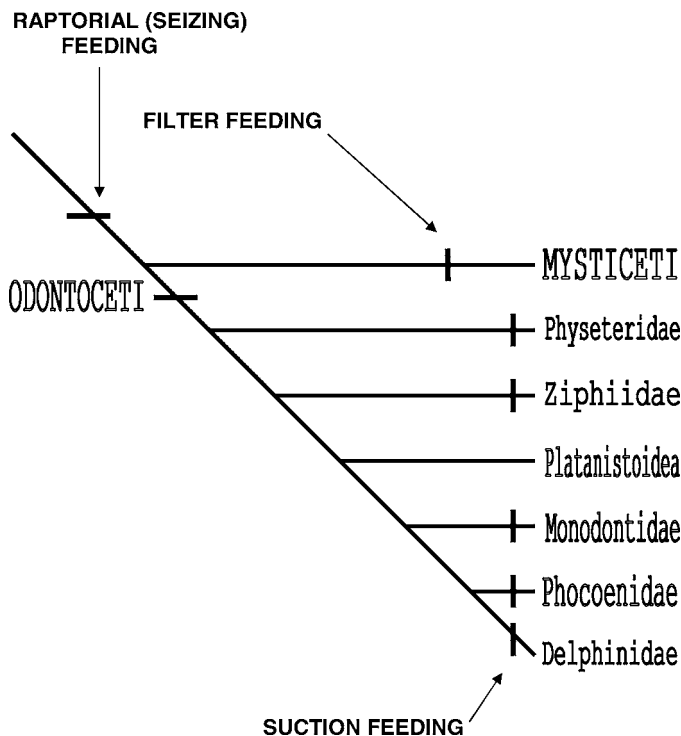 RAPTORIAL (SEIZING)
FEEDING
FILTER FEEDING
MYSTICETI
ODONTOCETI
Physeteridae
Ziphiidae
Platanistoidea
Monodontidae
Phocoenidae
Delphinidae
SUCTION FEEDING